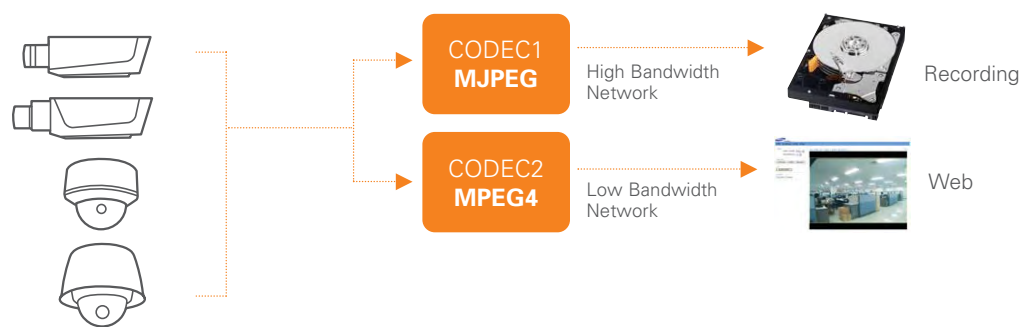 CODEC1
MJPEG
High Bandwidth
Network
Recording
CODEC2
MPEG4
Low Bandwidth
Network
Web